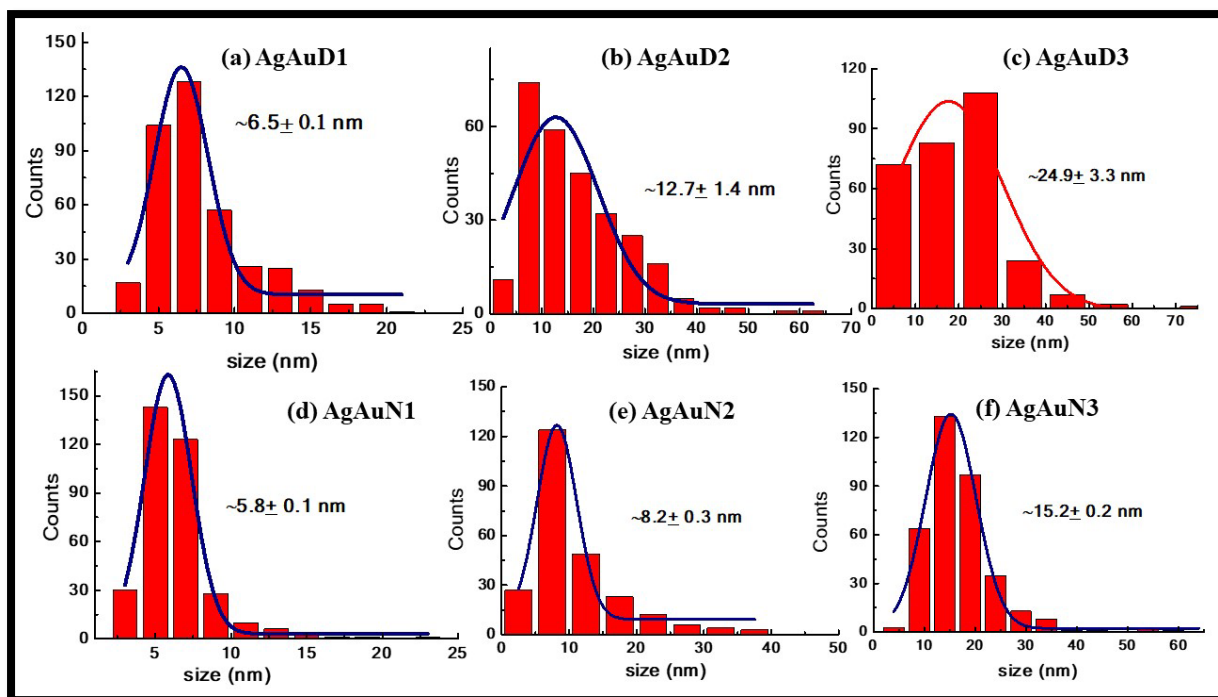 (a) AgAuD1
~6.5± 0.1 nm
Counts
150
120
90
60
30
0
0 5 10 15 20 25
size (nm)
(b) AgAuD2
~12.7± 1.4 nm
Counts
60
30
0
0 10 20 30 40 50 60 70
size (nm)
(c) AgAuD3
~24.9± 3.3 nm
Counts
120
90
60
30
0
0 10 20 30 40 50 60 70
size (nm)
(d) AgAuN1
~5.8± 0.1 nm
Counts
150
120
90
60
30
0
5 10 15 20 25
size (nm)
(e) AgAuN2
~8.2± 0.3 nm
Counts
150
120
90
60
30
0
0 10 20 30 40 50
size (nm)
(f) AgAuN3
~15.2± 0.2 nm
Counts
150
120
90
60
30
0
0 10 20 30 40 50 60
size (nm)